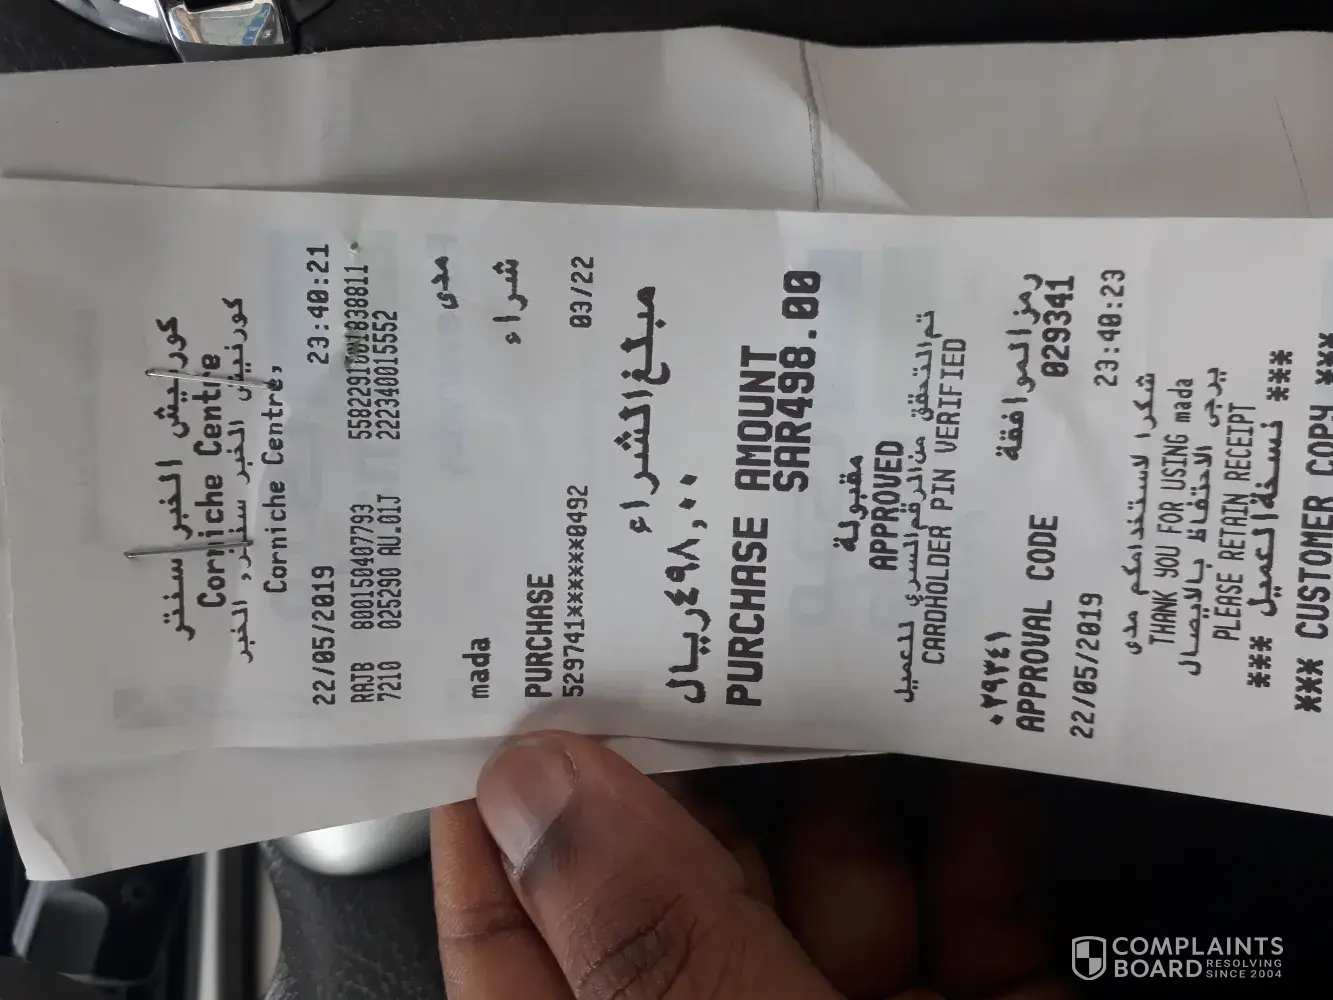 كورنيش الخبر سنتر
Corniche Centre
كورنيش الخبر سنتر، الخبر
Corniche Centre,
22/05/2019 23:40:21
RAJB 800150407793
7210 025290 AU.01J 222340015552
mada مدى
PURCHASE شراء
529741******0492 03/22
مبلغ الشراء
٤٩٨,٠٠ ريال
PURCHASE AMOUNT
SAR498.00
مقبولة
APPROVED
تم التحقق من الرقم السري للعميل
CARDHOLDER PIN VERIFIED
رمز الموافقة
٠٢٩٣٤١
APPROVAL CODE 029341
22/05/2019 23:40:23
شكرا لاستخدامكم مدى
THANK YOU FOR USING mada
يرجى الاحتفاظ بالايصال
PLEASE RETAIN RECEIPT
*** نسخة العميل ***
*** CUSTOMER COPY ***
COMPLAINTS
BOARD RESOLVING
SINCE 2004